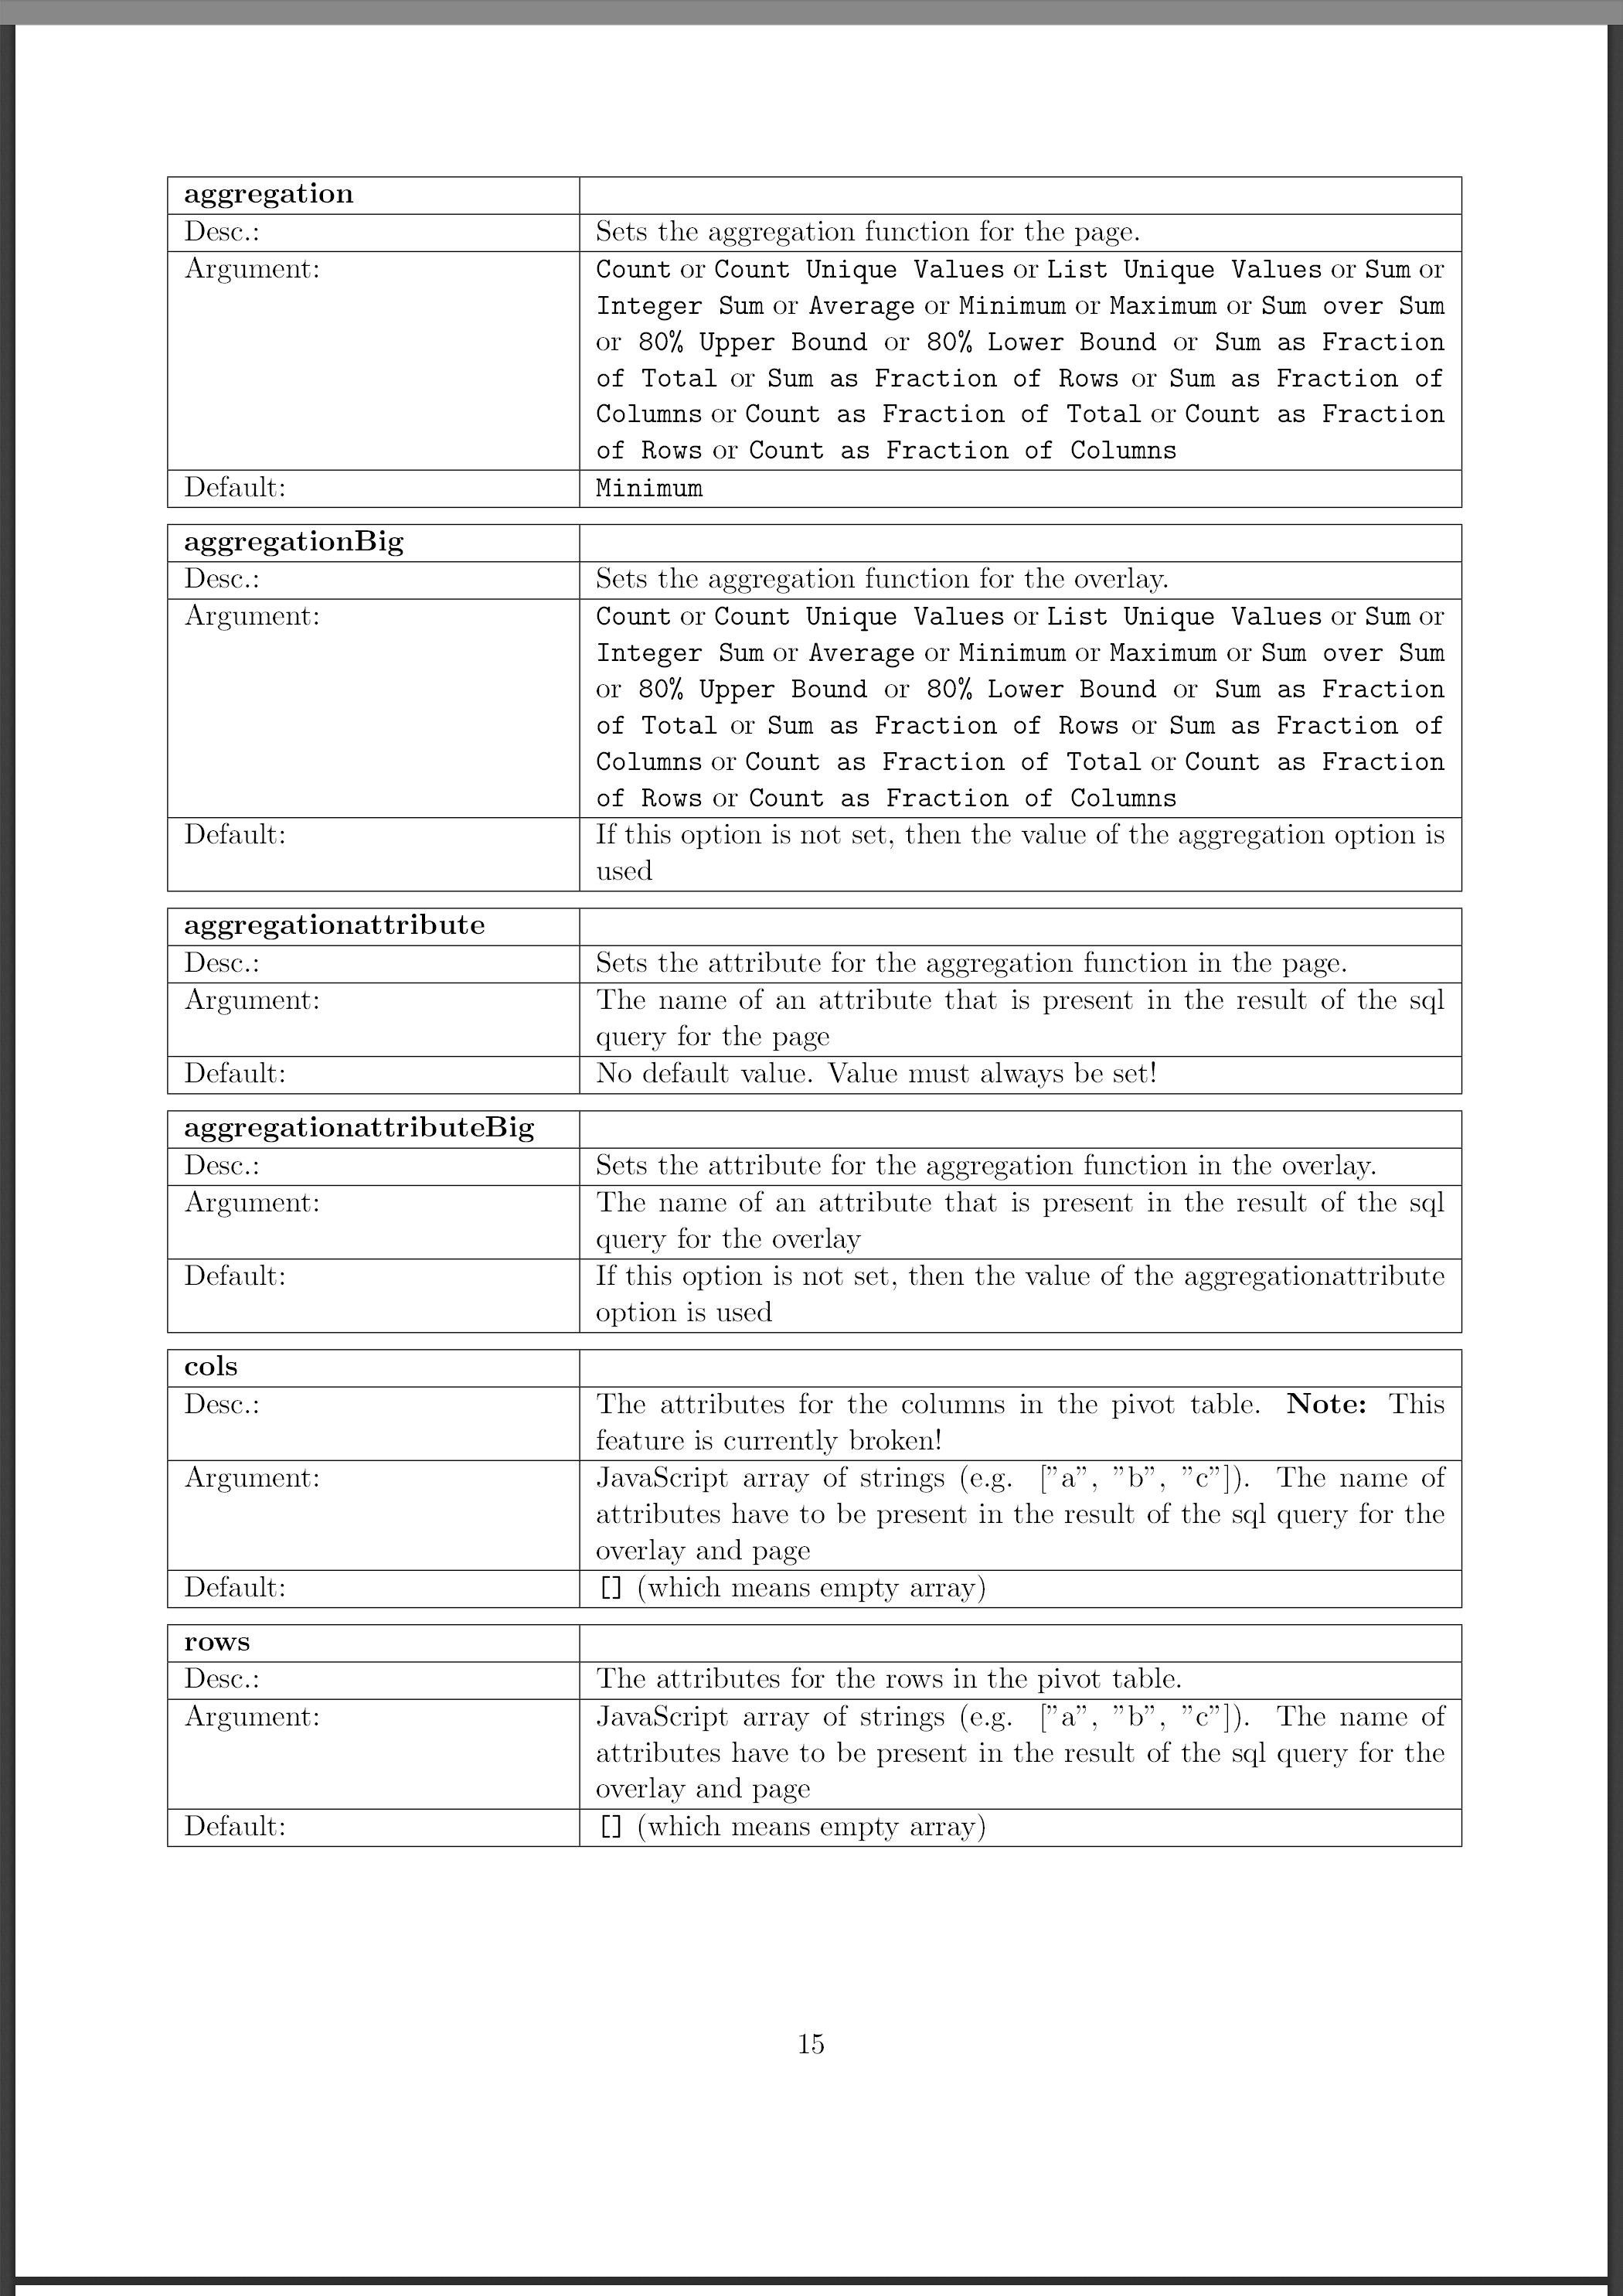 aggregation
Desc.: Sets the aggregation function for the page.
Argument: Count or Count Unique Values or List Unique Values or Sum or
Integer Sum or Average or Minimum or Maximum or Sum over Sum
or 80% Upper Bound or 80% Lower Bound or Sum as Fraction
of Total or Sum as Fraction of Rows or Sum as Fraction of
Columns or Count as Fraction of Total or Count as Fraction
of Rows or Count as Fraction of Columns
Default: Minimum
aggregationBig
Desc.: Sets the aggregation function for the overlay.
Argument: Count or Count Unique Values or List Unique Values or Sum or
Integer Sum or Average or Minimum or Maximum or Sum over Sum
or 80% Upper Bound or 80% Lower Bound or Sum as Fraction
of Total or Sum as Fraction of Rows or Sum as Fraction of
Columns or Count as Fraction of Total or Count as Fraction
of Rows or Count as Fraction of Columns
Default: If this option is not set, then the value of the aggregation option is
used
aggregationattribute
Desc.: Sets the attribute for the aggregation function in the page.
Argument: The name of an attribute that is present in the result of the sql
query for the page
Default: No default value. Value must always be set!
aggregationattributeBig
Desc.: Sets the attribute for the aggregation function in the overlay.
Argument: The name of an attribute that is present in the result of the sql
query for the overlay
Default: If this option is not set, then the value of the aggregationattribute
option is used
cols
Desc.: The attributes for the columns in the pivot table. Note: This
feature is currently broken!
Argument: JavaScript array of strings (e.g. [”a”, ”b”, ”c”]). The name of
attributes have to be present in the result of the sql query for the
overlay and page
Default: [] (which means empty array)
rows
Desc.: The attributes for the rows in the pivot table.
Argument: JavaScript array of strings (e.g. [”a”, ”b”, ”c”]). The name of
attributes have to be present in the result of the sql query for the
overlay and page
Default: [] (which means empty array)
15